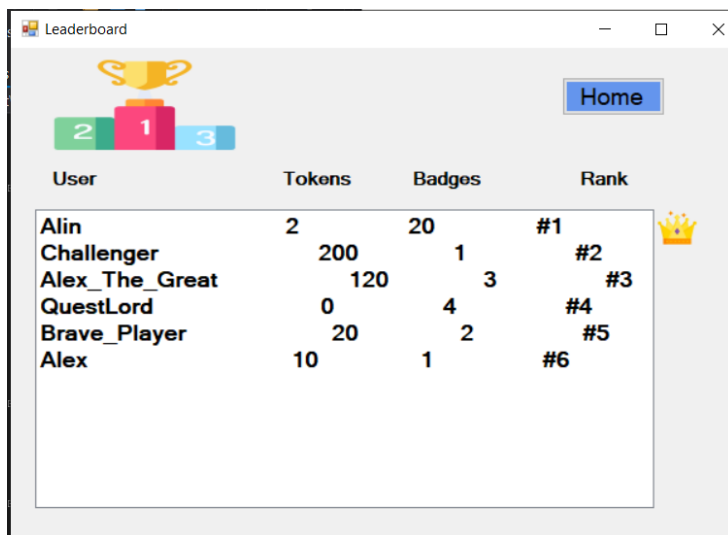 Leaderboard
2 1 3
Home
User Tokens Badges Rank
Alin 2 20 #1
Challenger 200 1 #2
Alex_The_Great 120 3 #3
QuestLord 0 4 #4
Brave_Player 20 2 #5
Alex 10 1 #6